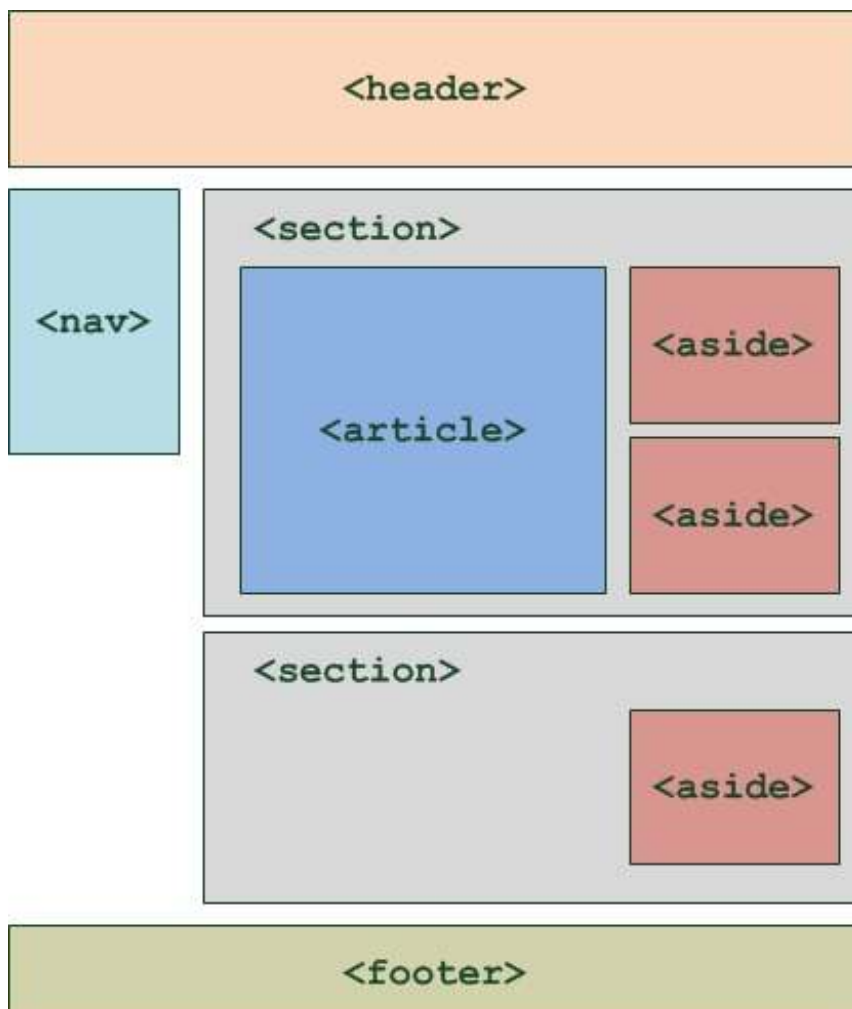 <header>
<section>
<nav>
<article>
<aside>
<aside>
<section>
<aside>
<footer>